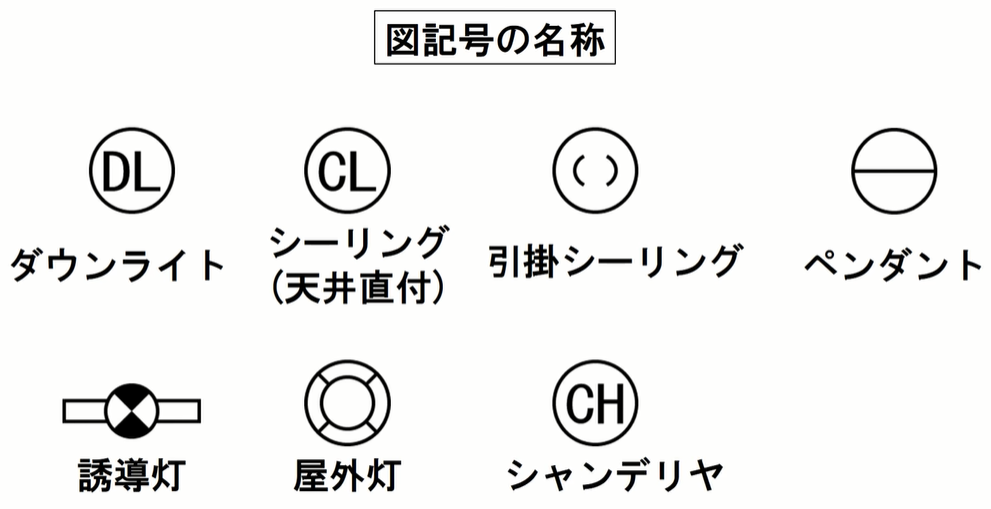 図記号の名称
DL
ダウンライト
CL
シーリング
(天井直付)
引掛シーリング
ペンダント
誘導灯
屋外灯
CH
シャンデリヤ